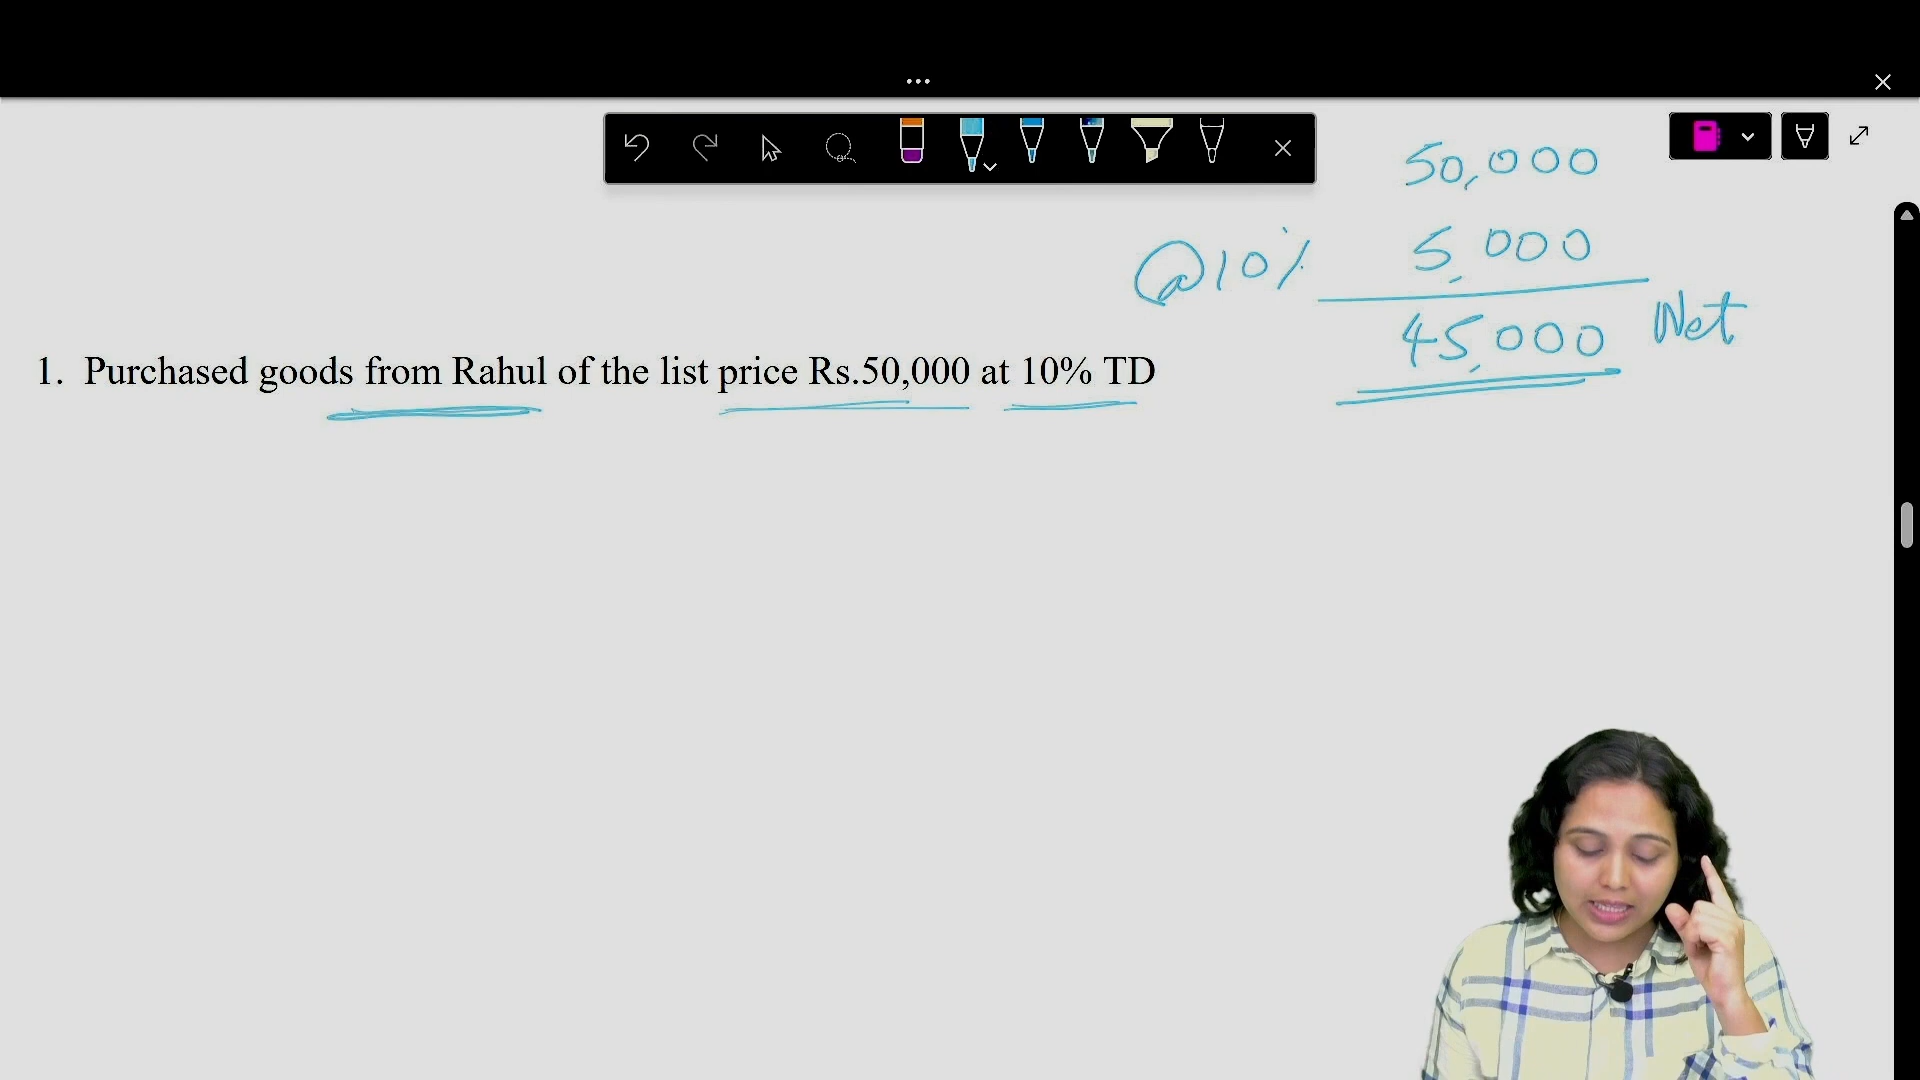 50,000
@10% 5,000
45,000 Net
1. Purchased goods from Rahul of the list price Rs.50,000 at 10% TD